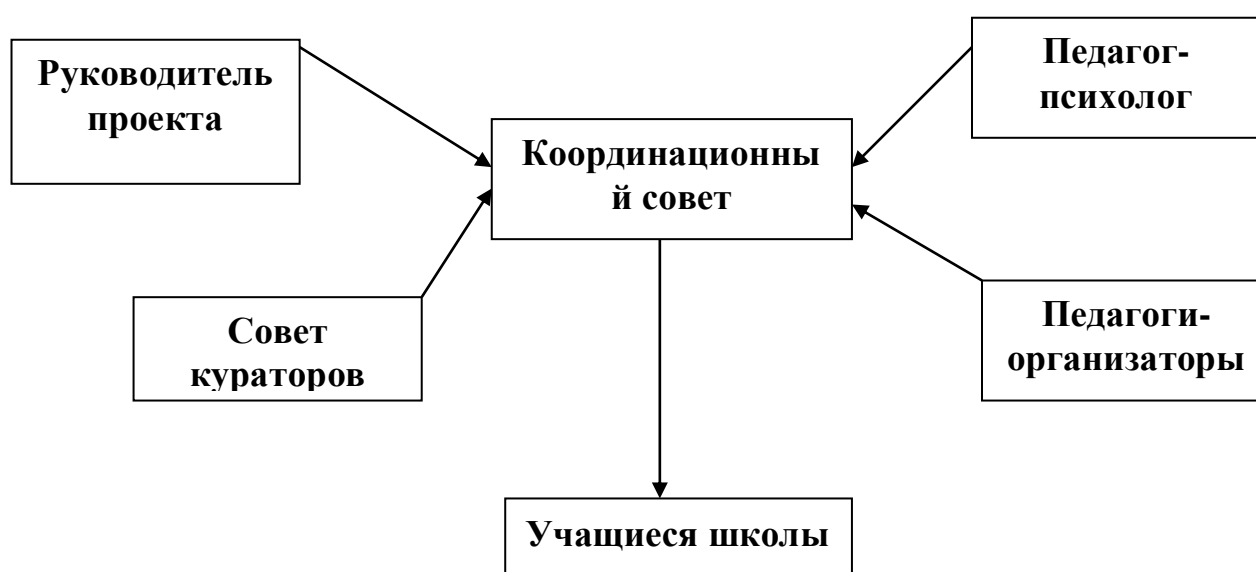 Руководитель
проекта
Педагог-
психолог
Координационны
й совет
Совет
кураторов
Педагоги-
организаторы
Учащиеся школы